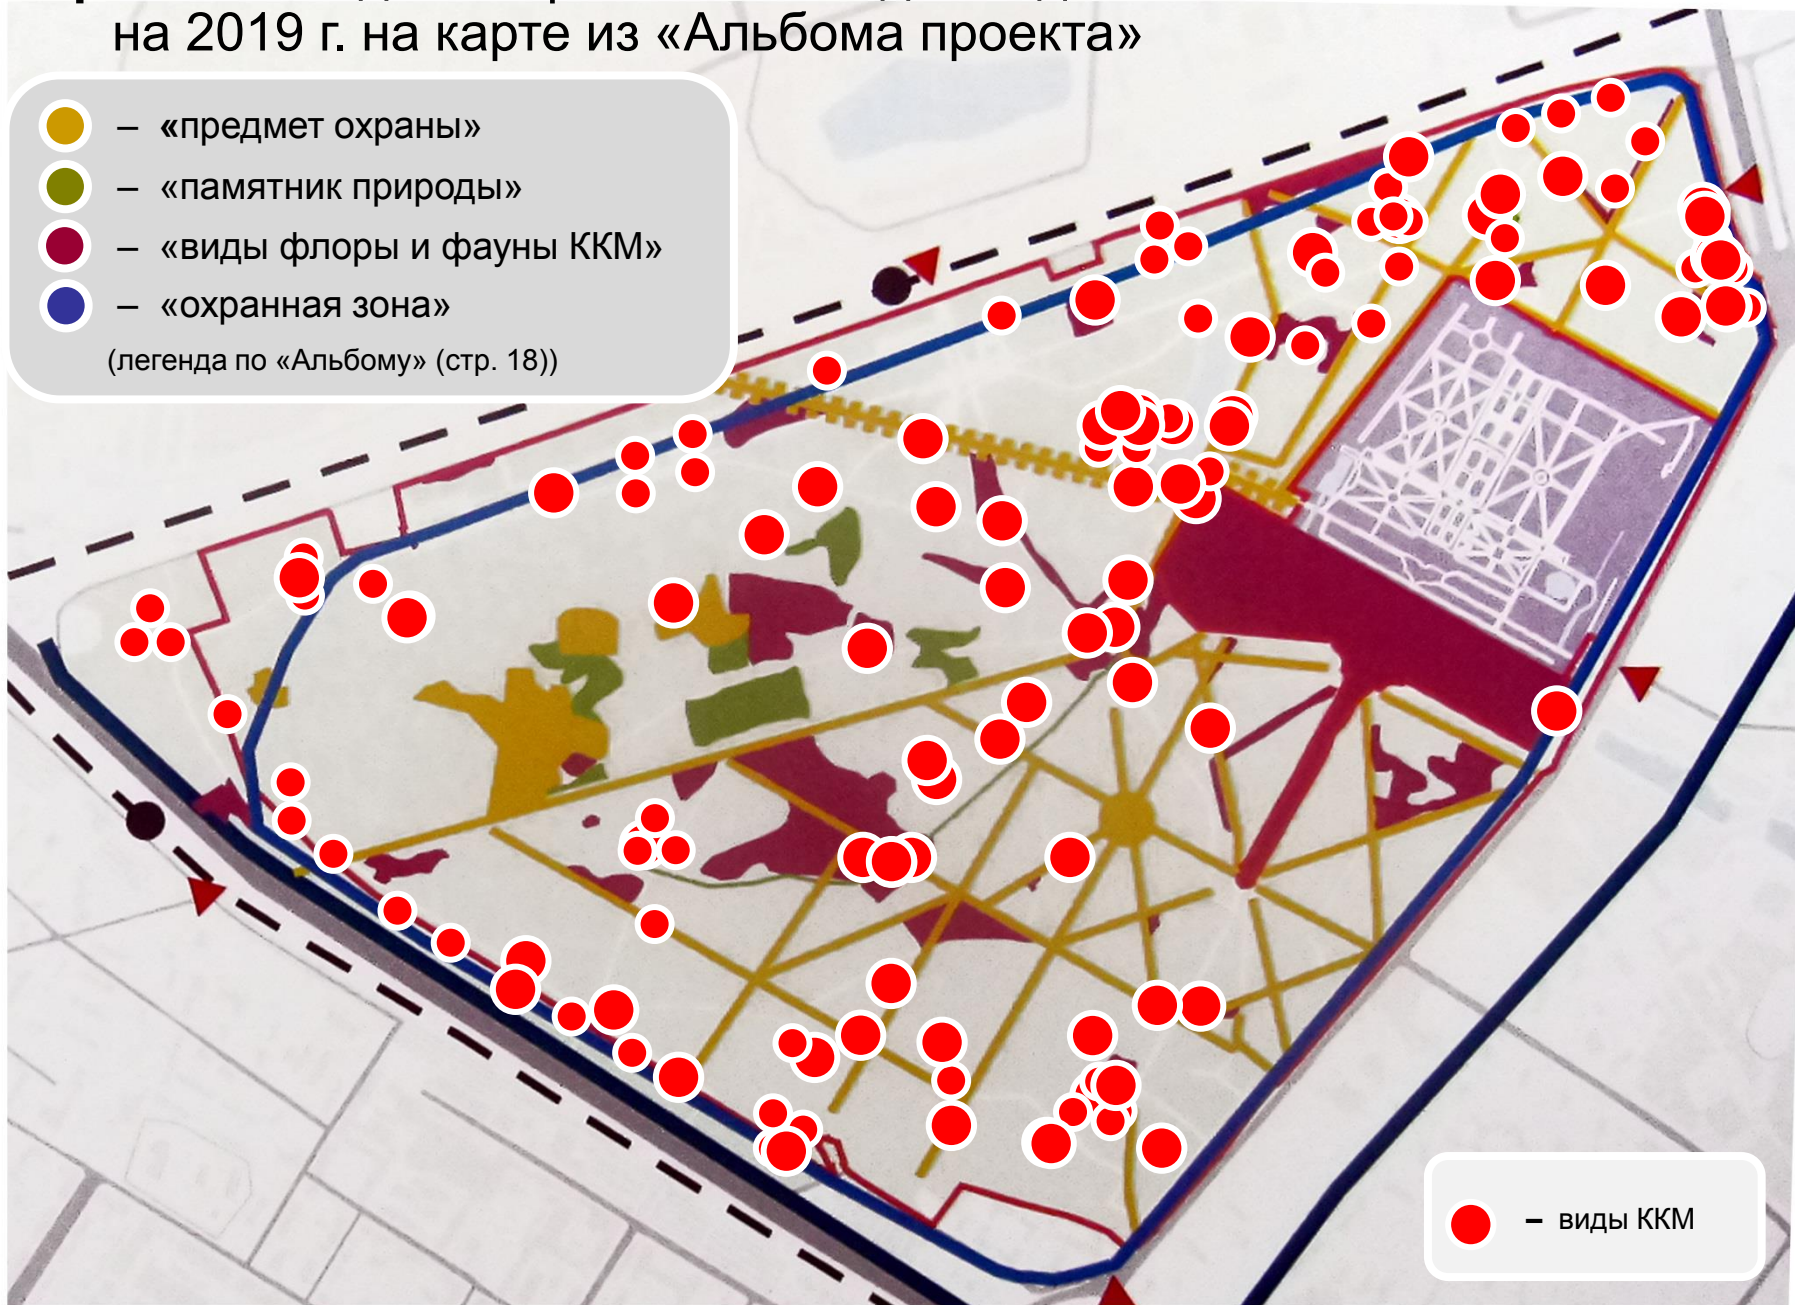 на 2019 г. на карте из «Альбома проекта»
– «предмет охраны»
– «памятник природы»
– «виды флоры и фауны ККМ»
– «охранная зона»
(легенда по «Альбому» (стр. 18))
– виды ККМ